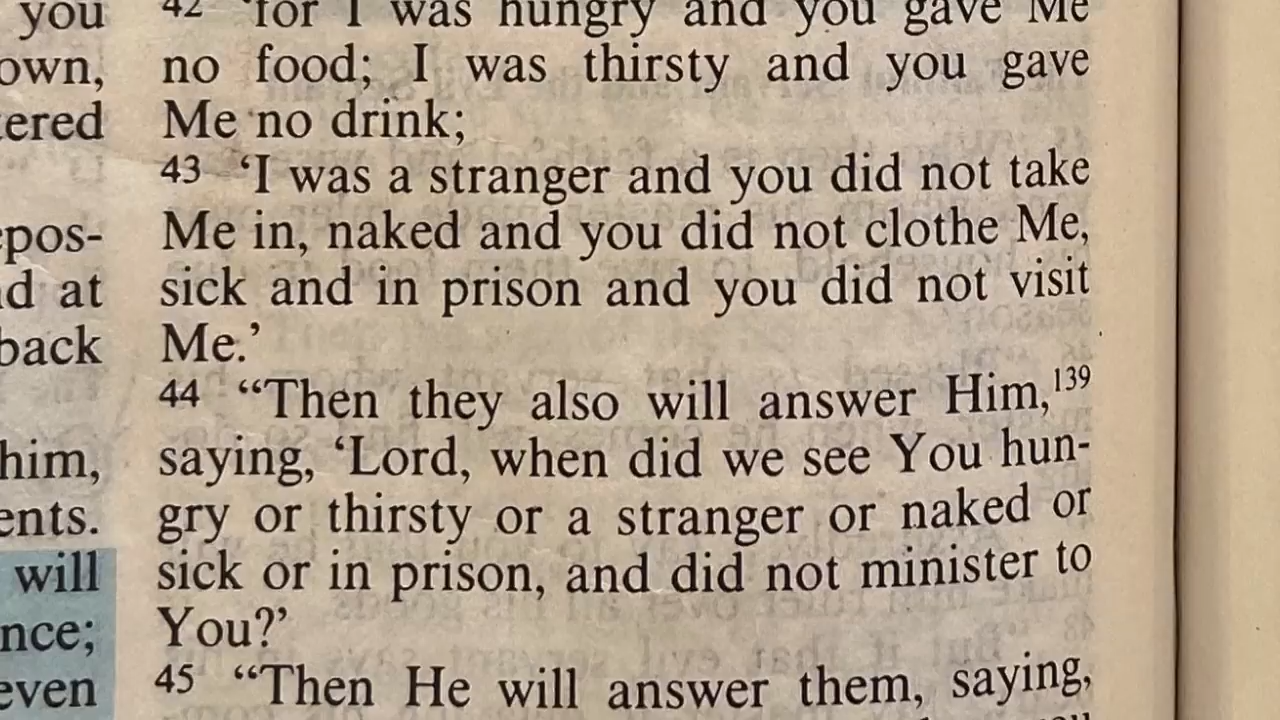 you
own,
ered
pos-
d at
back
him,
ents.
will
nce;
even
42 'for I was hungry and you gave Me
no food; I was thirsty and you gave
Me no drink;
43 ‘I was a stranger and you did not take
Me in, naked and you did not clothe Me,
sick and in prison and you did not visit
Me.’
44 “Then they also will answer Him,139
saying, ‘Lord, when did we see You hun-
gry or thirsty or a stranger or naked or
sick or in prison, and did not minister to
You?’
45 “Then He will answer them, saying,